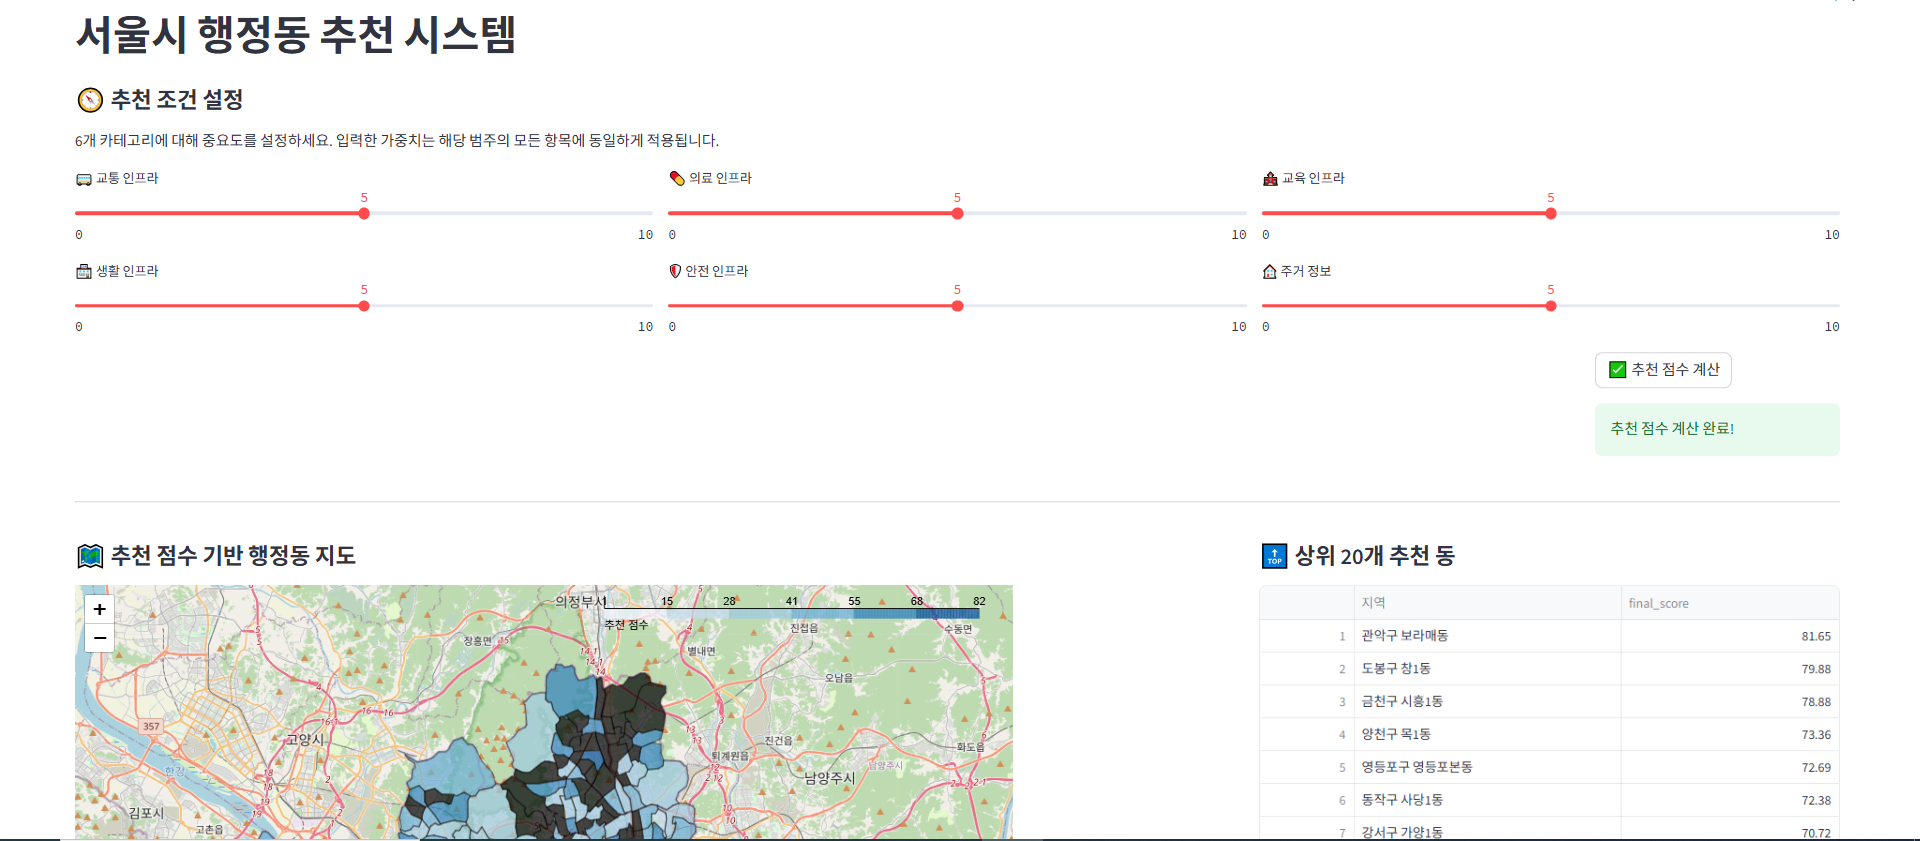 서울시 행정동 추천 시스템
추천 조건 설정
6개 카테고리에 대해 중요도를 설정하세요. 입력한 가중치는 해당 범주의 모든 항목에 동일하게 적용됩니다.
교통 인프라
5
0 10
의료 인프라
5
0 10
교육 인프라
5
0 10
생활 인프라
5
0 10
안전 인프라
5
0 10
주거 정보
5
0 10
추천 점수 계산
추천 점수 계산 완료!
추천 점수 기반 행정동 지도
+
−
1 15 28 41 55 68 82
추천 점수
의정부시
장흥면
진접읍
수동면
별내면
오남읍
357
고양시
한강
진건읍
퇴계원읍
화도읍
남양주시
남양주시
김포시
고촌읍
TOP
상위 20개 추천 동
지역 final_score
1 관악구 보라매동 81.65
2 도봉구 창1동 79.88
3 금천구 시흥1동 78.88
4 양천구 목1동 73.36
5 영등포구 영등포본동 72.69
6 동작구 사당1동 72.38
7 강서구 가양1동 70.72